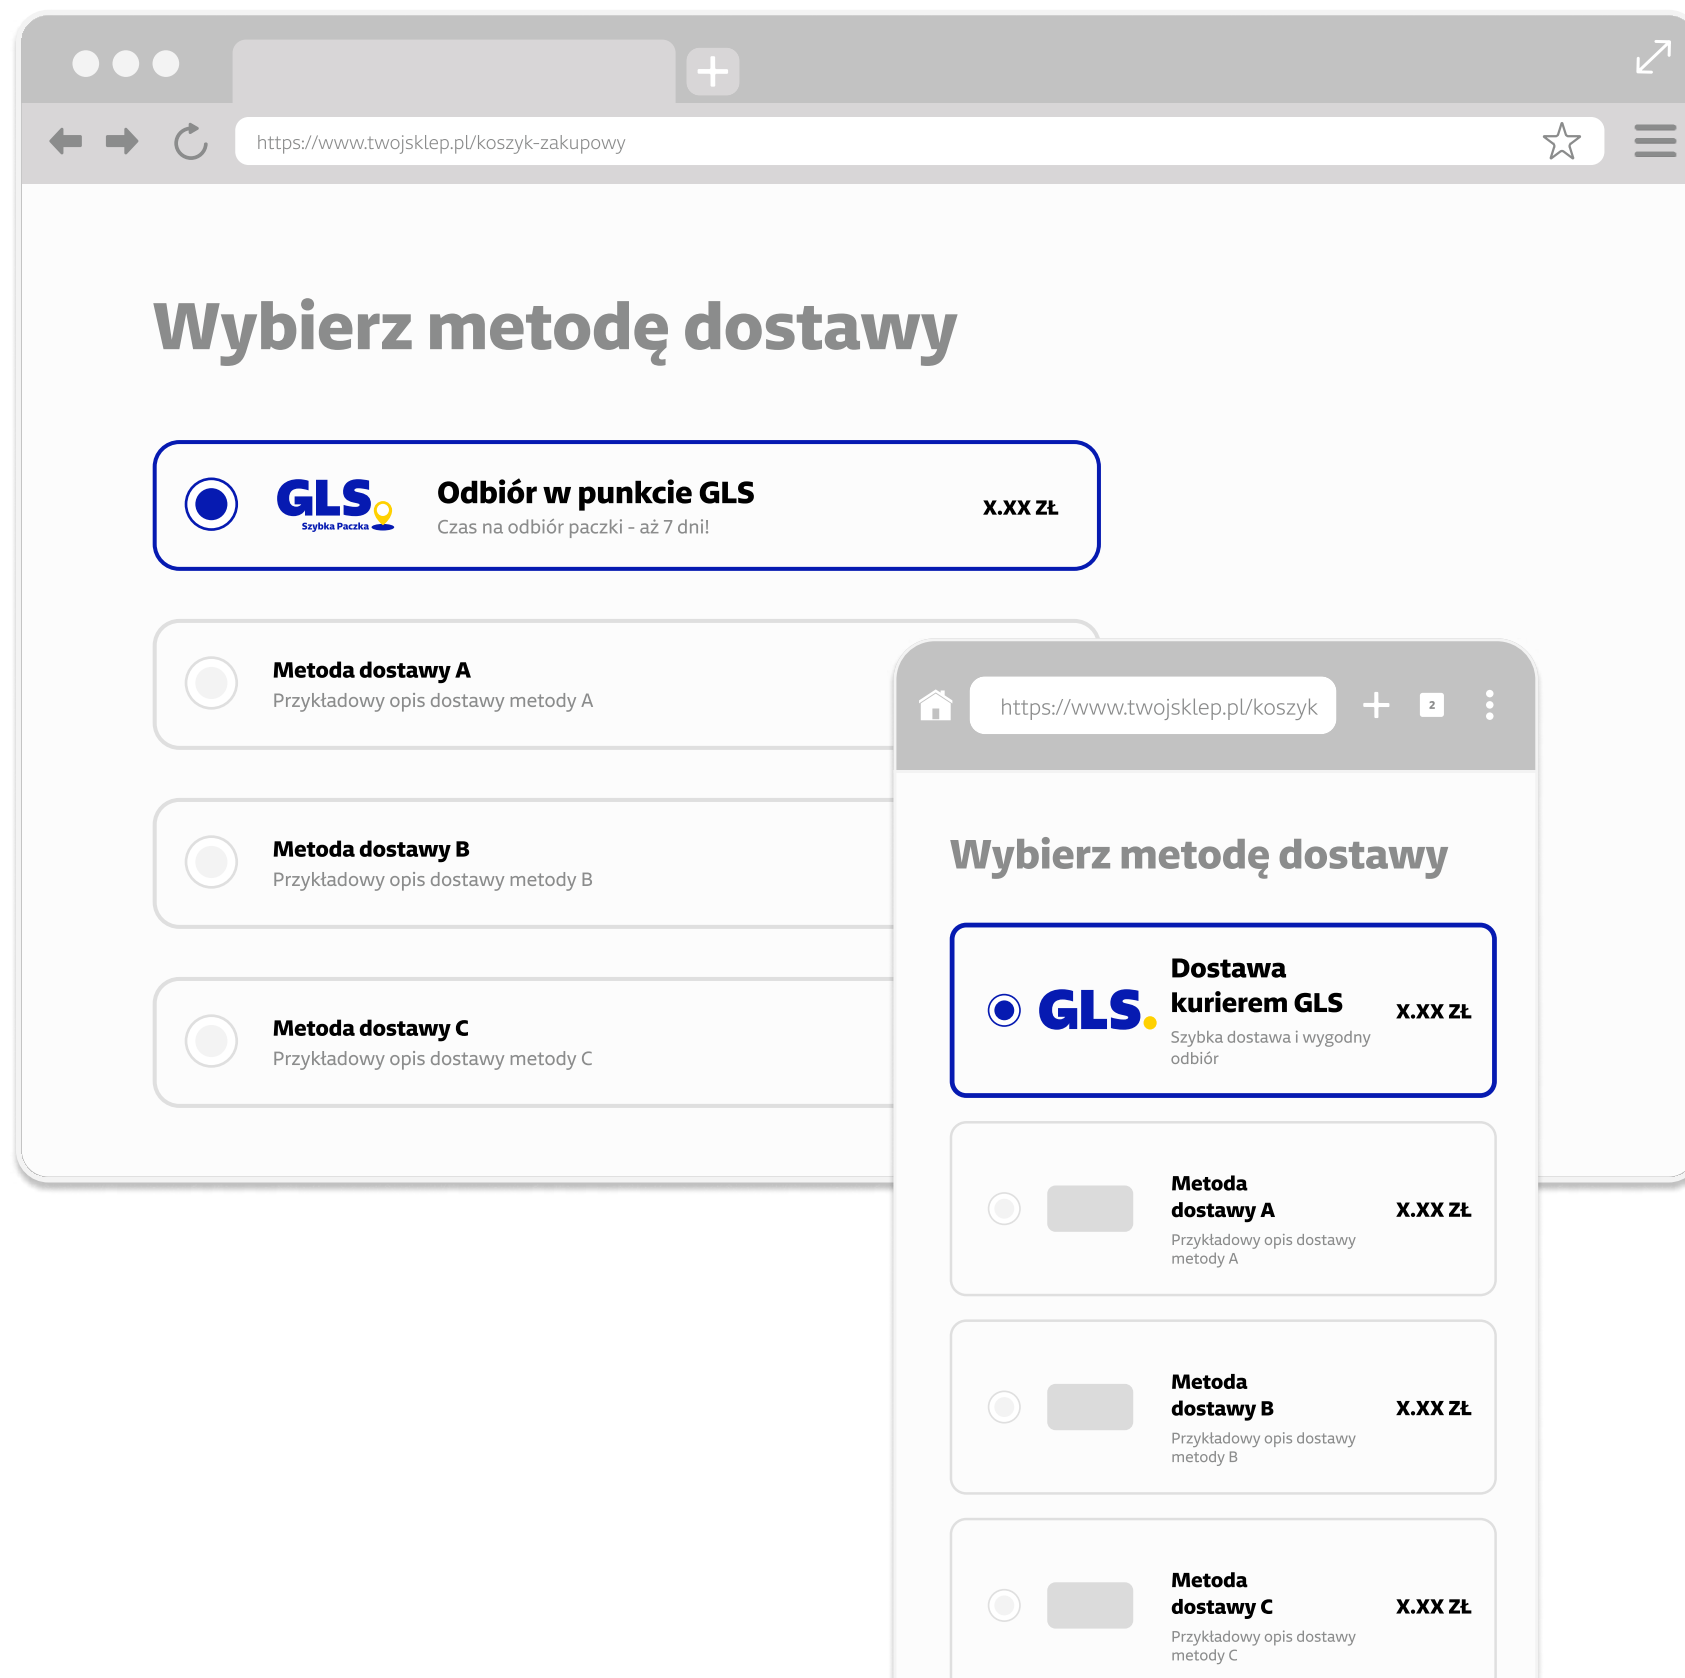 https://www.twojsklep.pl/koszyk-zakupowy
Wybierz metodę dostawy
GLS
Szybka Paczka
Odbiór w punkcie GLS
Czas na odbiór paczki - aż 7 dni!
X.XX ZŁ
Metoda dostawy A
Przykładowy opis dostawy metody A
Metoda dostawy B
Przykładowy opis dostawy metody B
Metoda dostawy C
Przykładowy opis dostawy metody C
https://www.twojsklep.pl/koszyk
2
Wybierz metodę dostawy
GLS.
Dostawa
kurierem GLS
Szybka dostawa i wygodny
odbiór
X.XX ZŁ
Metoda
dostawy A
Przykładowy opis dostawy
metody A
X.XX ZŁ
Metoda
dostawy B
Przykładowy opis dostawy
metody B
X.XX ZŁ
Metoda
dostawy C
Przykładowy opis dostawy
metody C
X.XX ZŁ